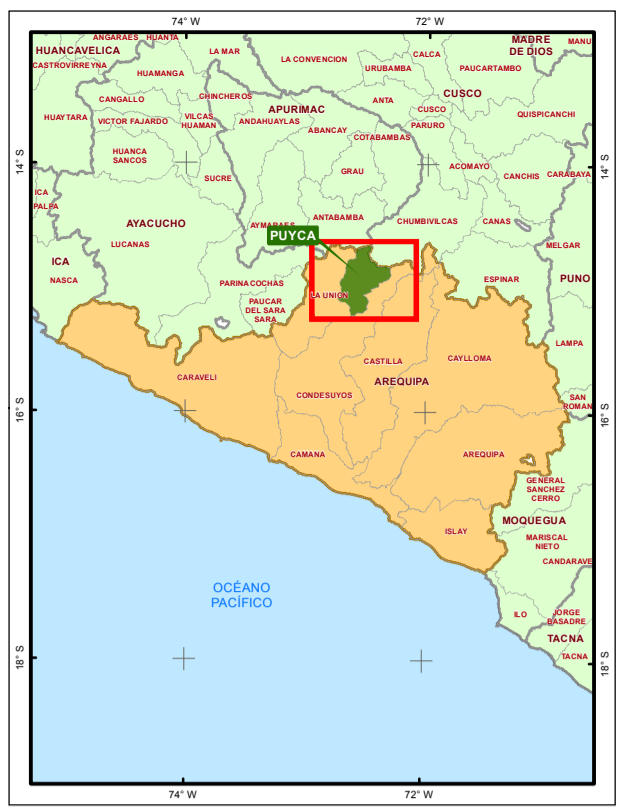 74° W
72° W
ANGARAES
HUANTA
HUANCAVELICA
CASTROVIRREYNA
LA MAR
LA CONVENCION
CALCA
MADRE
DE DIOS
MANU
URUBAMBA
PAUCARTAMBO
HUAMANGA
CANGALLO
CHINCHEROS
ANTA
CUSCO
CUSCO
QUISPICANCHI
HUAYTARA
VICTOR FAJARDO
VILCAS
HUAMAN
APURIMAC
ANDAHUAYLAS
ABANCAY
COTABAMBAS
PARURO
14° S
HUANCA
SANCOS
SUCRE
GRAU
ACOMAYO
CANCHIS
CARABAYA
14° S
ICA
PALPA
AYACUCHO
LUCANAS
AYMARAES
ANTABAMBA
CHUMBIVILCAS
CANAS
PUYCA
MELGAR
ICA
NASCA
PARINACOCHAS
PAUCAR
DEL SARA
SARA
LA UNION
ESPINAR
PUNO
LAMPA
CARAVELI
CASTILLA
CAYLLOMA
AREQUIPA
CONDESUYOS
SAN
ROMAN
16° S
16° S
CAMANA
AREQUIPA
GENERAL
SANCHEZ
CERRO
MOQUEGUA
ISLAY
MARISCAL
NIETO
CANDARAVE
OCÉANO
PACÍFICO
ILO
JORGE
BASADRE
TACNA
TACNA
18° S
18° S
74° W
72° W